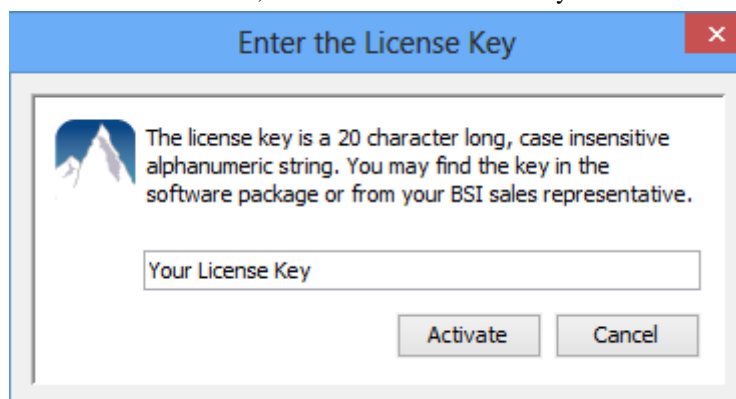 Enter the License Key
The license key is a 20 character long, case insensitive
alphanumeric string. You may find the key in the
software package or from your BSI sales representative.
Your License Key
Activate Cancel